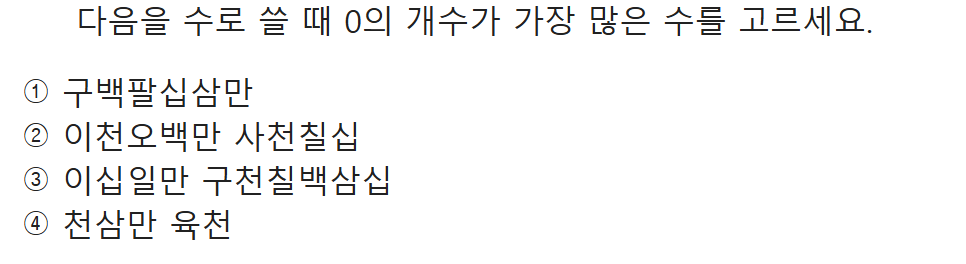 다음을 수로 쓸 때 0의 개수가 가장 많은 수를 고르세요.
① 구백팔십삼만
② 이천오백만 사천칠십
③ 이십일만 구천칠백삼십
④ 천삼만 육천